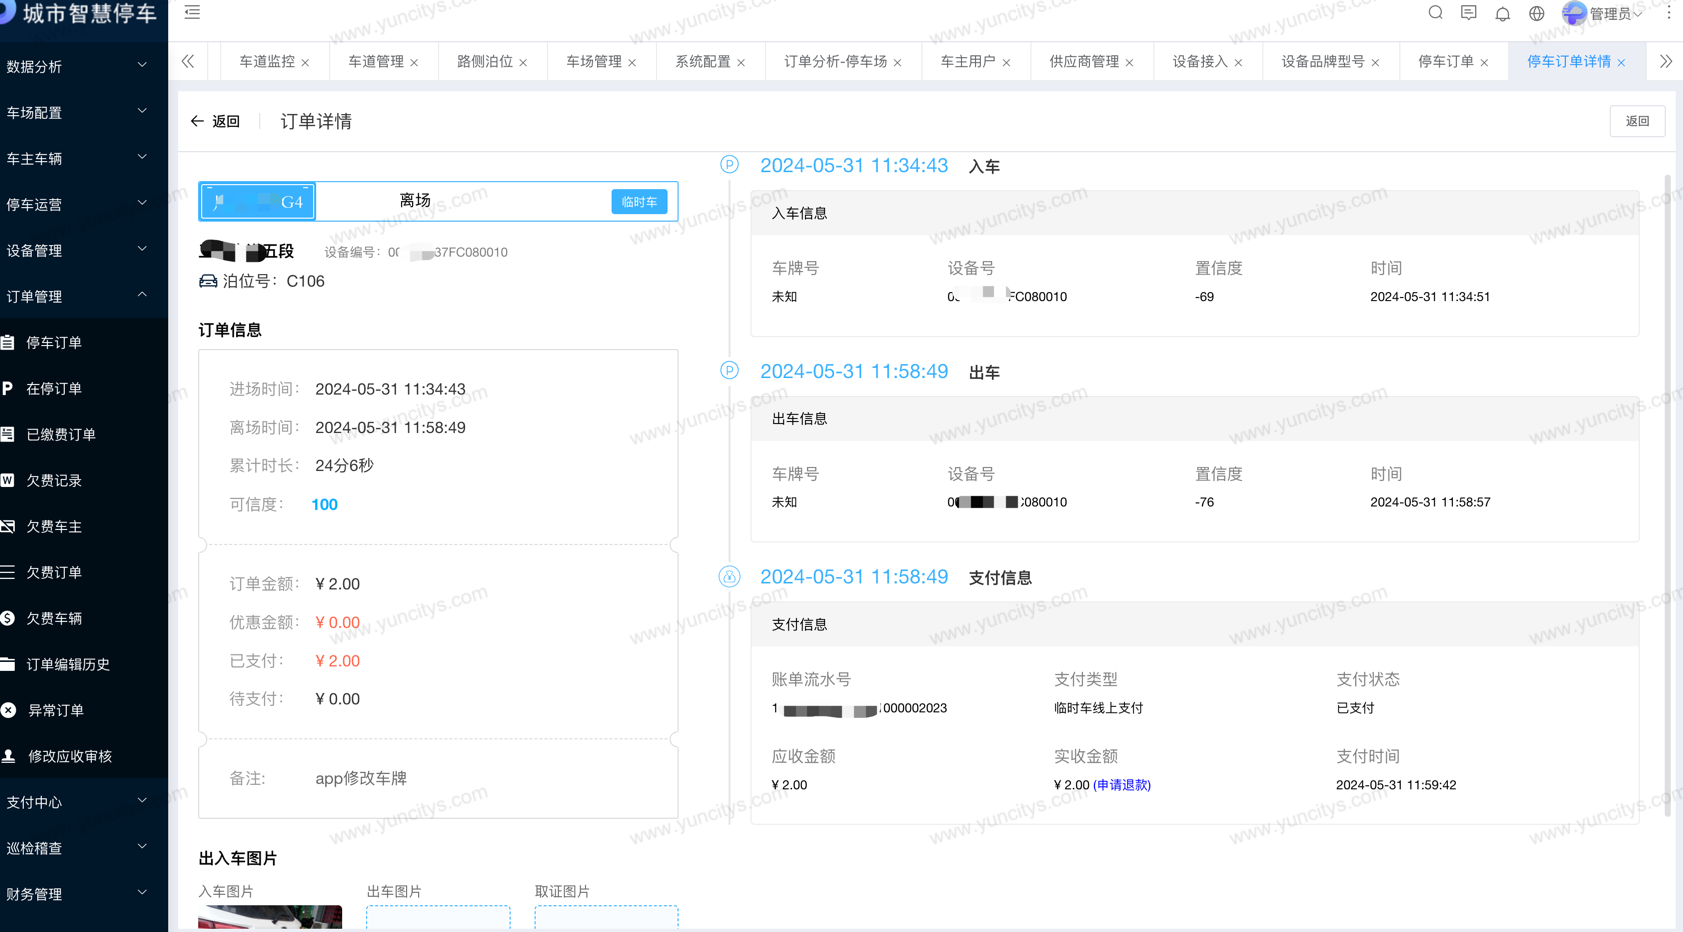 城市智慧停车
管理员
车道监控 ×
车道管理 ×
路侧泊位 ×
车场管理 ×
系统配置 ×
订单分析-停车场 ×
车主用户 ×
供应商管理 ×
设备接入 ×
设备品牌型号 ×
停车订单 ×
停车订单详情 ×
数据分析
车场配置
车主车辆
停车运营
设备管理
订单管理
停车订单
在停订单
已缴费订单
欠费记录
欠费车主
欠费订单
欠费车辆
订单编辑历史
异常订单
修改应收审核
支付中心
巡检稽查
财务管理
返回
订单详情
返回
G4
离场
临时车
五段
设备编号：00 37FC080010
泊位号：C106
订单信息
进场时间：2024-05-31 11:34:43
离场时间：2024-05-31 11:58:49
累计时长：24分6秒
可信度：100
订单金额：¥ 2.00
优惠金额：¥ 0.00
已支付：¥ 2.00
待支付：¥ 0.00
备注：app修改车牌
出入车图片
入车图片 出车图片 取证图片
2024-05-31 11:34:43 入车
入车信息
车牌号 设备号 置信度 时间
未知 FC080010 -69 2024-05-31 11:34:51
2024-05-31 11:58:49 出车
出车信息
车牌号 设备号 置信度 时间
未知 080010 -76 2024-05-31 11:58:57
2024-05-31 11:58:49 支付信息
支付信息
账单流水号 支付类型 支付状态
1 000002023 临时车线上支付 已支付
应收金额 实收金额 支付时间
¥ 2.00 ¥ 2.00 (申请退款) 2024-05-31 11:59:42
www.yuncitys.com